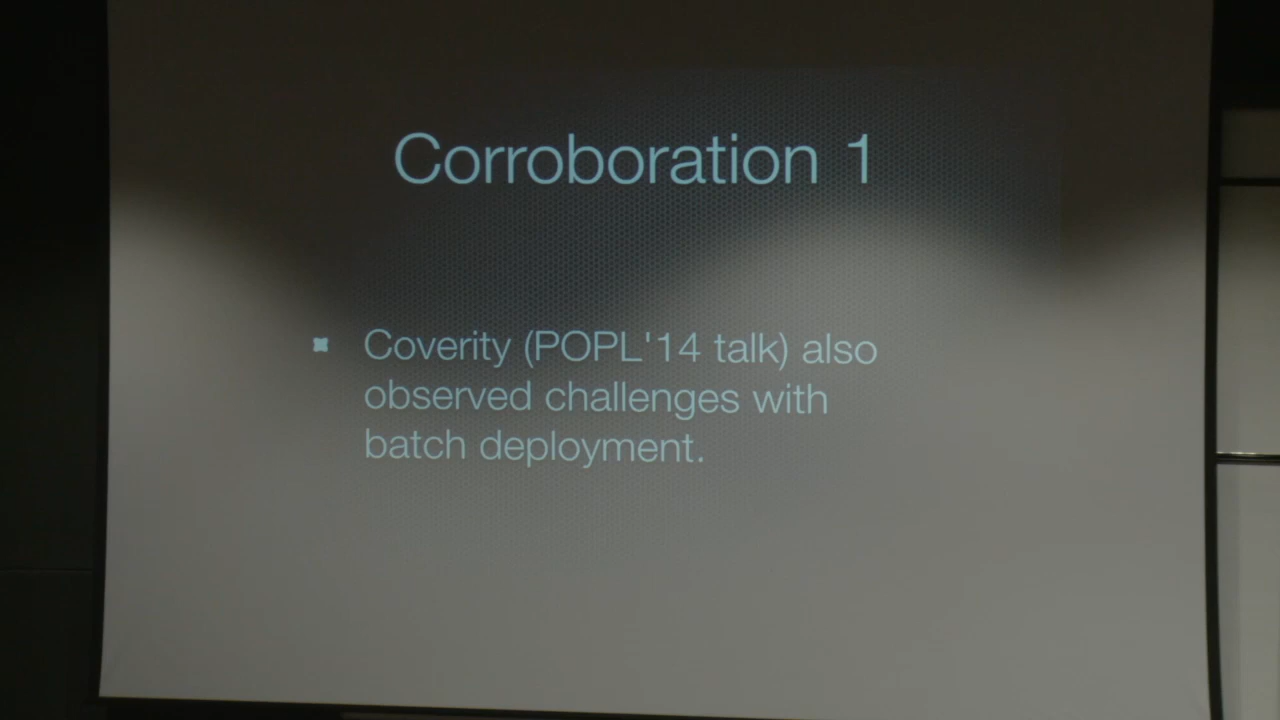 Corroboration 1
Coverity (POPL'14 talk) also
observed challenges with
batch deployment.